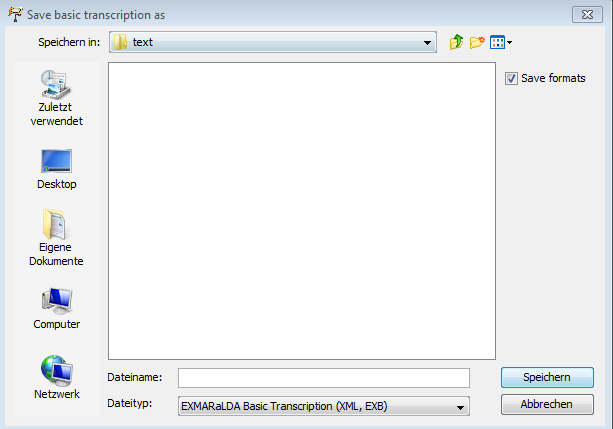 Save basic transcription as
Speichern in: text
Save formats
Zuletzt
verwendet
Desktop
Eigene
Dokumente
Computer
Netzwerk
Dateiname:
Speichern
Dateityp: EXMARaLDA Basic Transcription (XML, EXB)
Abbrechen